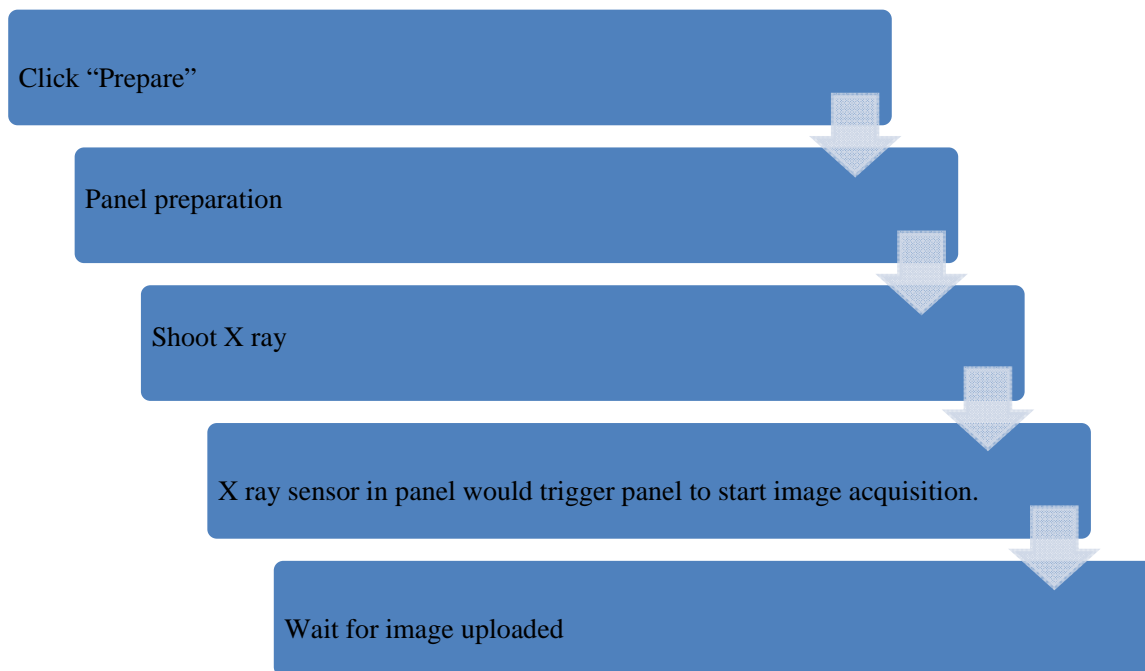 Click “Prepare”
Panel preparation
Shoot X ray
X ray sensor in panel would trigger panel to start image acquisition.
Wait for image uploaded